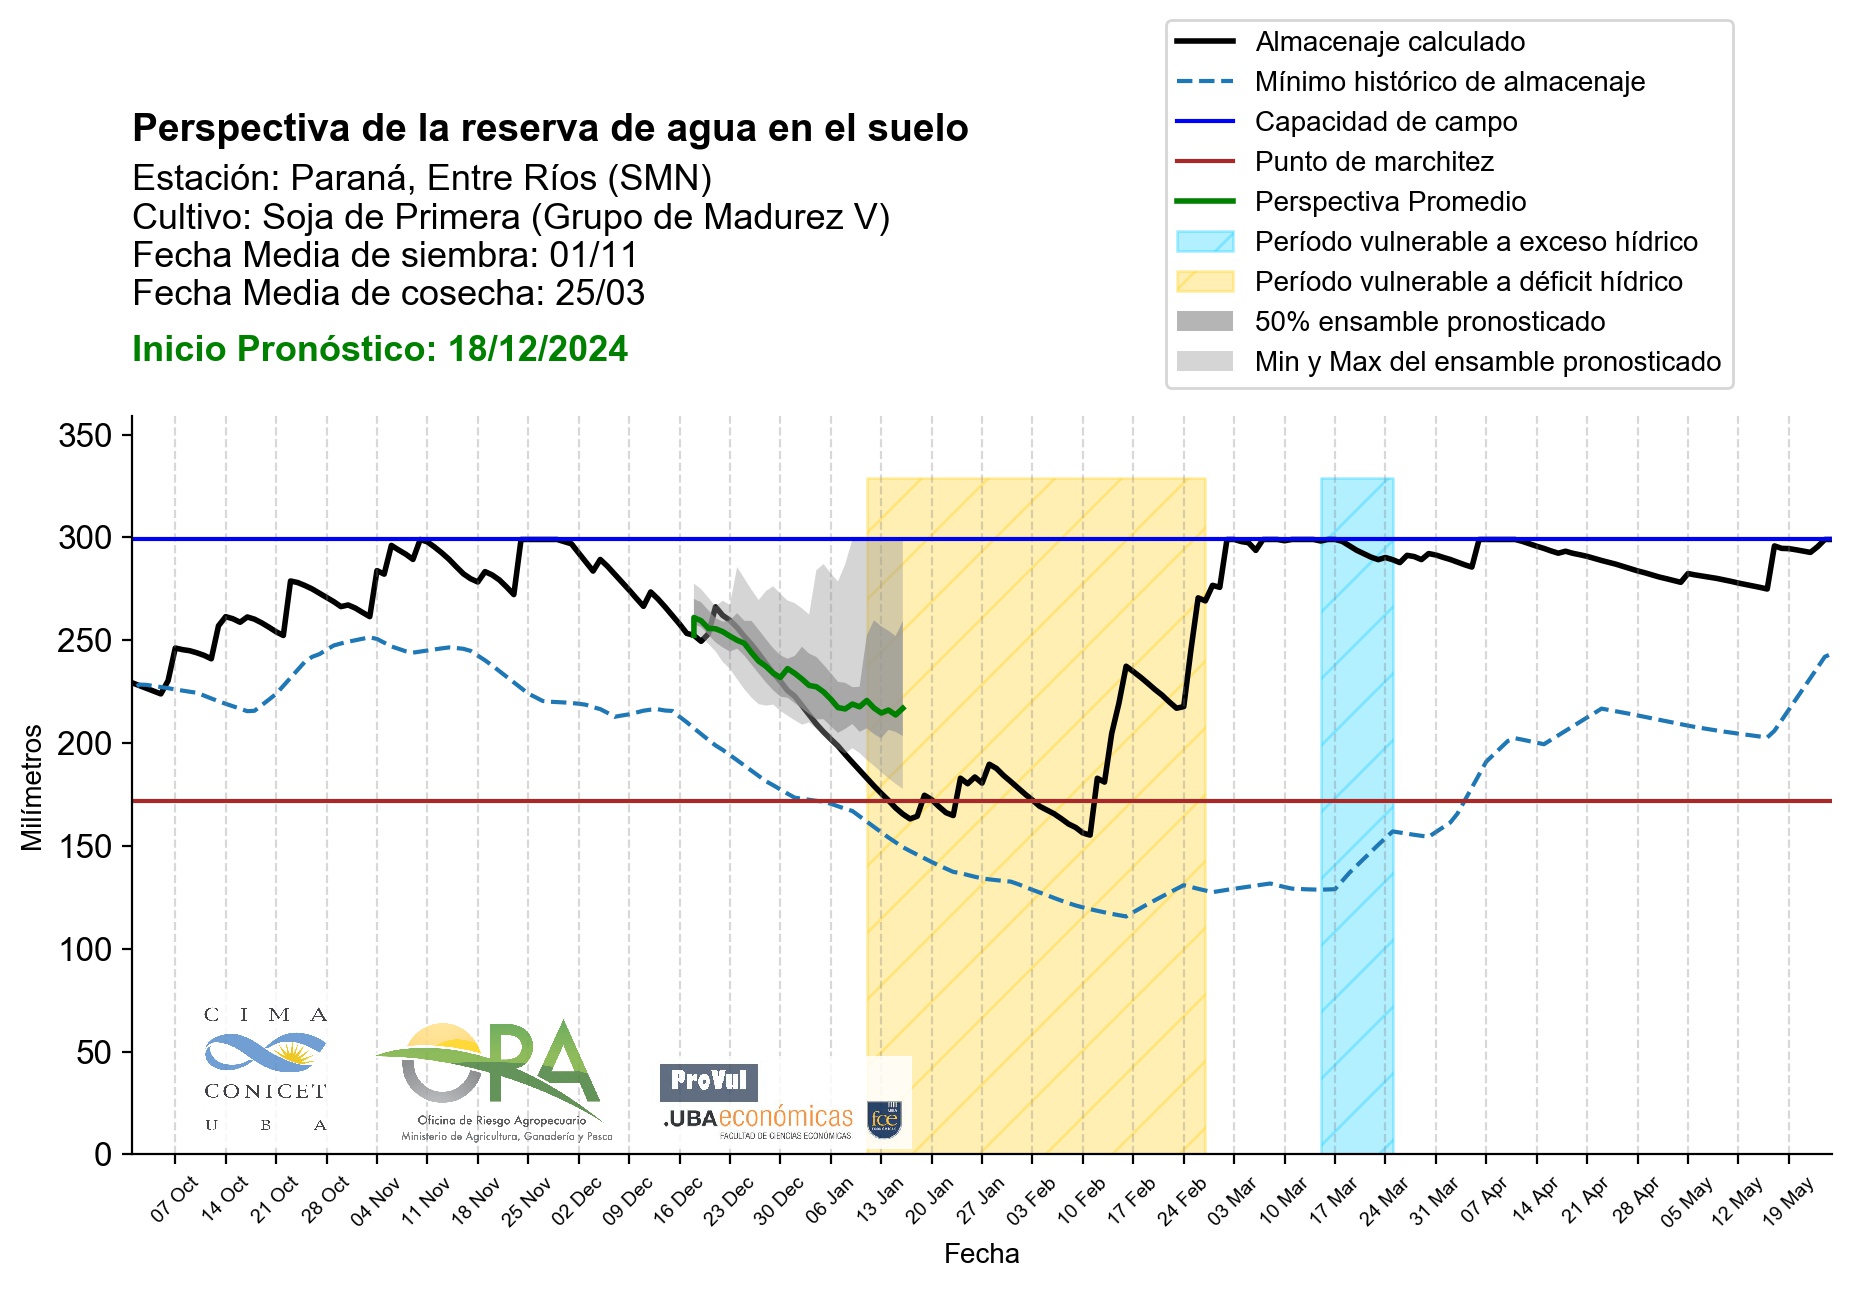 Almacenaje calculado
Mínimo histórico de almacenaje
Capacidad de campo
Punto de marchitez
Perspectiva Promedio
Período vulnerable a exceso hídrico
Período vulnerable a déficit hídrico
50% ensamble pronosticado
Min y Max del ensamble pronosticado
Perspectiva de la reserva de agua en el suelo
Estación: Paraná, Entre Ríos (SMN)
Cultivo: Soja de Primera (Grupo de Madurez V)
Fecha Media de siembra: 01/11
Fecha Media de cosecha: 25/03
Inicio Pronóstico: 18/12/2024
350
300
250
200
150
100
50
0
Milímetros
CIMA
CONICET
UBA
ORA
Oficina de Riesgo Agropecuario
Ministerio de Agricultura, Ganadería y Pesca
ProVul
.UBAeconómicas
FACULTAD DE CIENCIAS ECONÓMICAS
UBA
fce
07 Oct
14 Oct
21 Oct
28 Oct
04 Nov
11 Nov
18 Nov
25 Nov
02 Dec
09 Dec
16 Dec
23 Dec
30 Dec
06 Jan
13 Jan
20 Jan
27 Jan
03 Feb
10 Feb
17 Feb
24 Feb
03 Mar
10 Mar
17 Mar
24 Mar
31 Mar
07 Apr
14 Apr
21 Apr
28 Apr
05 May
12 May
19 May
Fecha